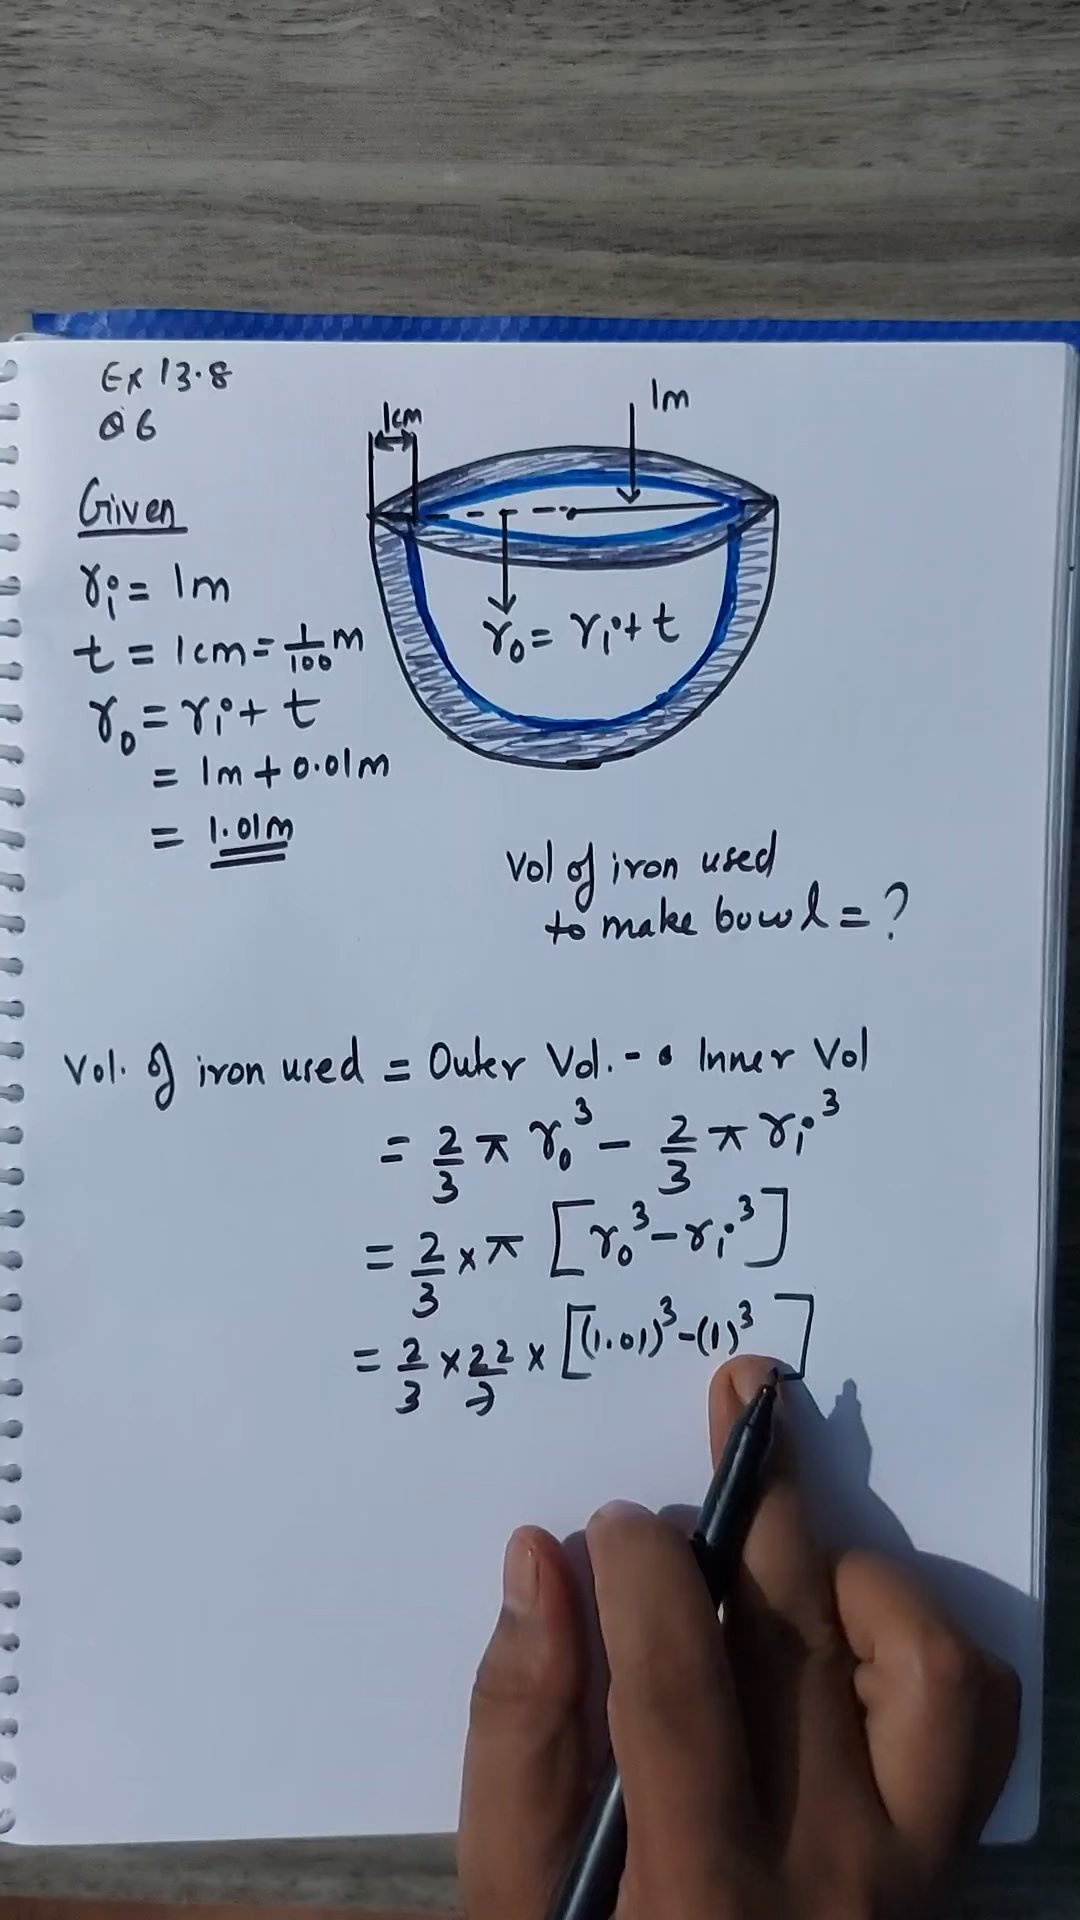 Ex 13.8
Q6
1cm
1m
Given
rᵢ = 1m
t = 1cm = 1/100 m
r₀ = rᵢ + t
= 1m + 0.01m
= 1.01m
r₀ = rᵢ + t
Vol of iron used
to make bowl = ?
Vol. of iron used = Outer Vol. - Inner Vol
= 2/3 π r₀³ - 2/3 π rᵢ³
= 2/3 × π [r₀³ - rᵢ³]
= 2/3 × 22/7 × [(1.01)³ - (1)³]